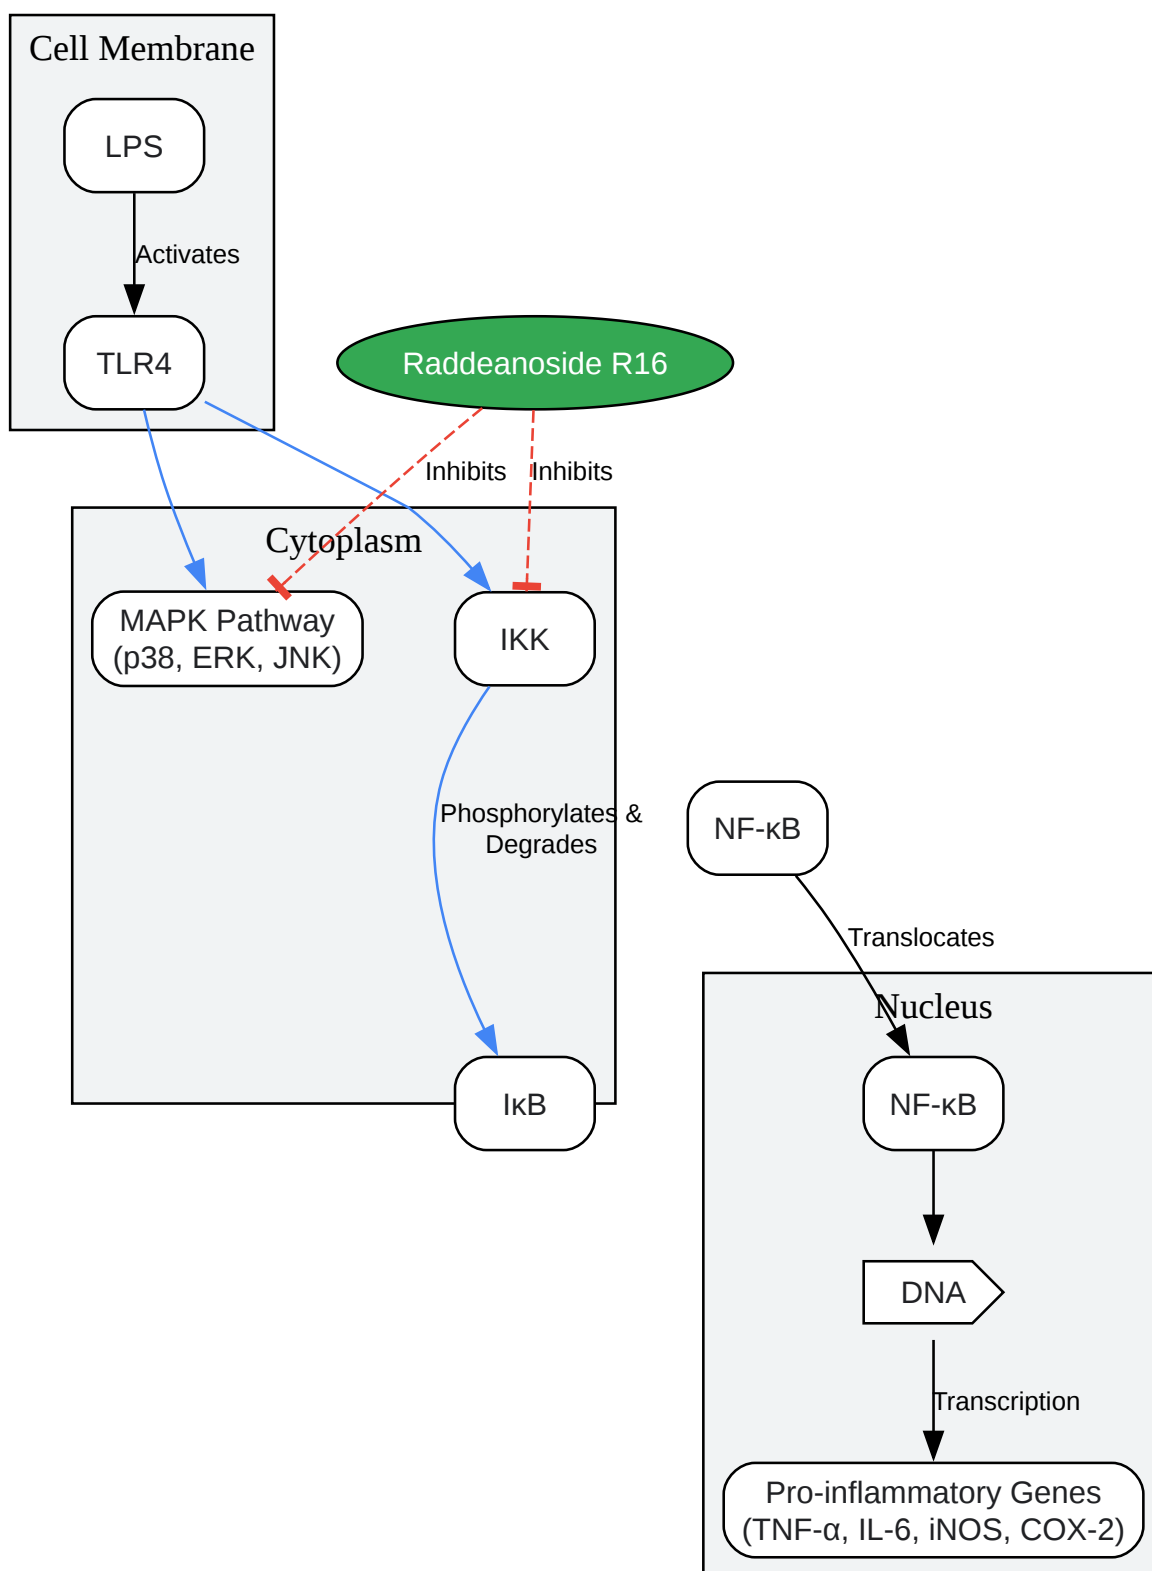 Cell Membrane
LPS
Activates
TLR4
Raddeanoside R16
Inhibits
Inhibits
Cytoplasm
MAPK Pathway
(p38, ERK, JNK)
IKK
Phosphorylates &
Degrades
NF-κB
Translocates
Nucleus
IκB
NF-κB
DNA
Transcription
Pro-inflammatory Genes
(TNF-α, IL-6, iNOS, COX-2)